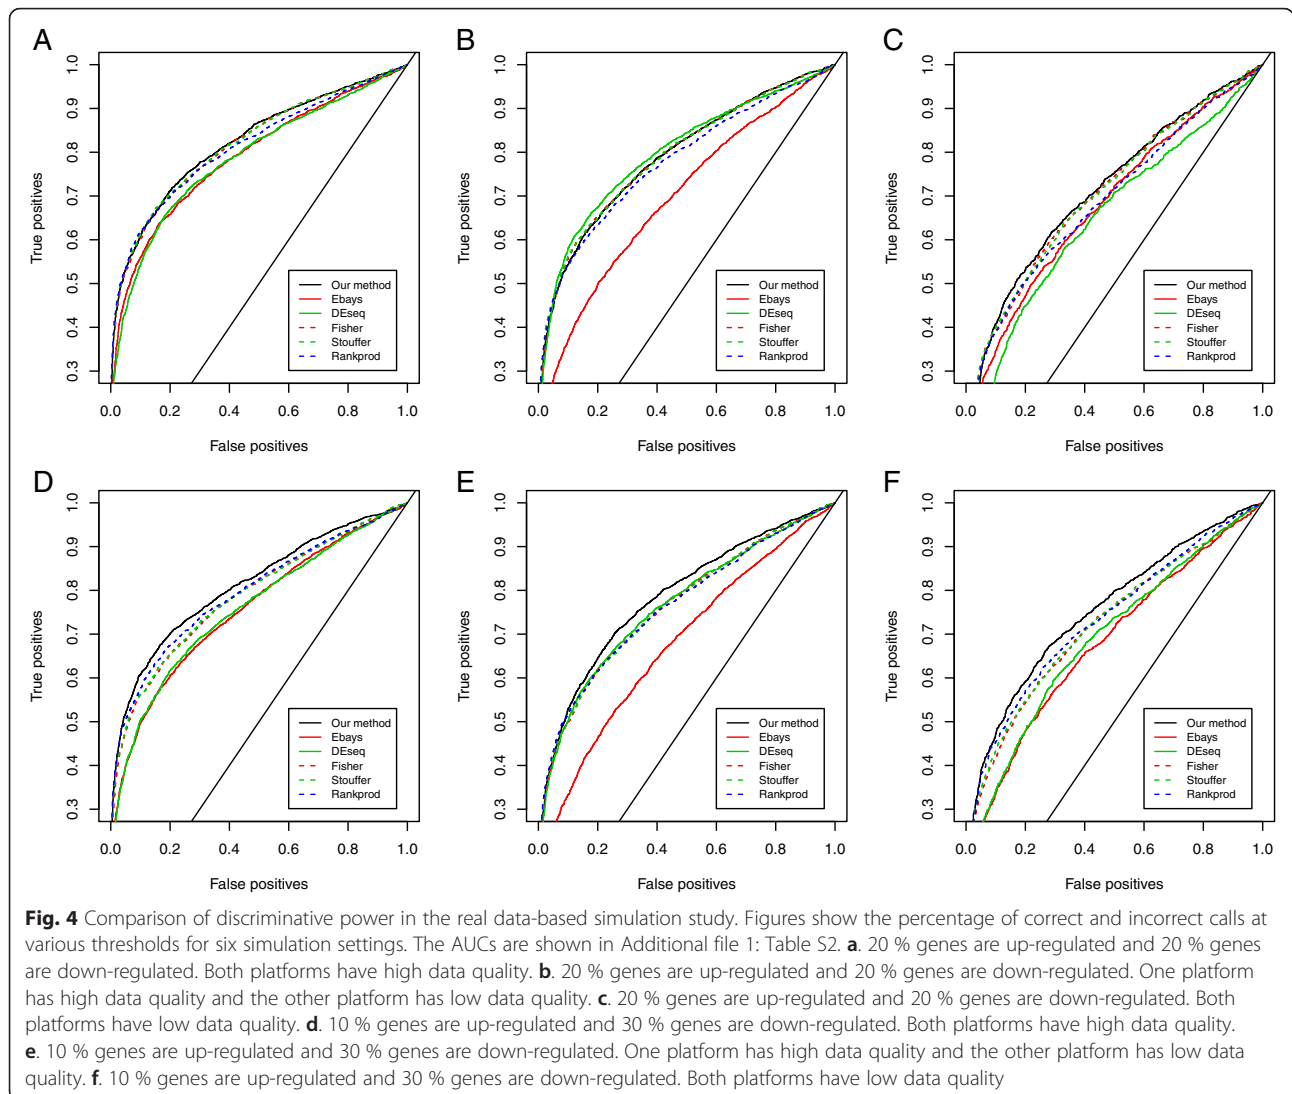 A
B
C
1.0
0.9
0.8
0.7
0.6
0.5
0.4
0.3
True positives
0.0 0.2 0.4 0.6 0.8 1.0
False positives
Our method
Ebays
DEseq
Fisher
Stouffer
Rankprod
1.0
0.9
0.8
0.7
0.6
0.5
0.4
0.3
True positives
0.0 0.2 0.4 0.6 0.8 1.0
False positives
Our method
Ebays
DEseq
Fisher
Stouffer
Rankprod
1.0
0.9
0.8
0.7
0.6
0.5
0.4
0.3
True positives
0.0 0.2 0.4 0.6 0.8 1.0
False positives
Our method
Ebays
DEseq
Fisher
Stouffer
Rankprod
D
E
F
1.0
0.9
0.8
0.7
0.6
0.5
0.4
0.3
True positives
0.0 0.2 0.4 0.6 0.8 1.0
False positives
Our method
Ebays
DEseq
Fisher
Stouffer
Rankprod
1.0
0.9
0.8
0.7
0.6
0.5
0.4
0.3
True positives
0.0 0.2 0.4 0.6 0.8 1.0
False positives
Our method
Ebays
DEseq
Fisher
Stouffer
Rankprod
1.0
0.9
0.8
0.7
0.6
0.5
0.4
0.3
True positives
0.0 0.2 0.4 0.6 0.8 1.0
False positives
Our method
Ebays
DEseq
Fisher
Stouffer
Rankprod
Fig. 4 Comparison of discriminative power in the real data-based simulation study. Figures show the percentage of correct and incorrect calls at
various thresholds for six simulation settings. The AUCs are shown in Additional file 1: Table S2. a. 20 % genes are up-regulated and 20 % genes
are down-regulated. Both platforms have high data quality. b. 20 % genes are up-regulated and 20 % genes are down-regulated. One platform
has high data quality and the other platform has low data quality. c. 20 % genes are up-regulated and 20 % genes are down-regulated. Both
platforms have low data quality. d. 10 % genes are up-regulated and 30 % genes are down-regulated. Both platforms have high data quality.
e. 10 % genes are up-regulated and 30 % genes are down-regulated. One platform has high data quality and the other platform has low data
quality. f. 10 % genes are up-regulated and 30 % genes are down-regulated. Both platforms have low data quality